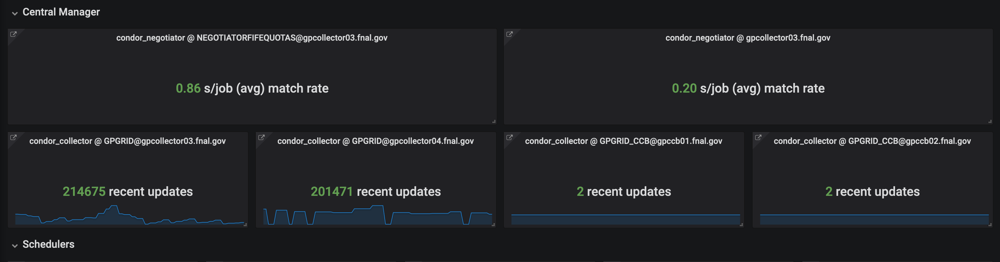 Central Manager
condor_negotiator @ NEGOTIATORFIFEQUOTAS@gpcollector03.fnal.gov
condor_negotiator @ gpcollector03.fnal.gov
0.86 s/job (avg) match rate
0.20 s/job (avg) match rate
condor_collector @ GPGRID@gpcollector03.fnal.gov
condor_collector @ GPGRID@gpcollector04.fnal.gov
condor_collector @ GPGRID_CCB@gpccb01.fnal.gov
condor_collector @ GPGRID_CCB@gpccb02.fnal.gov
214675 recent updates
201471 recent updates
2 recent updates
2 recent updates
Schedulers